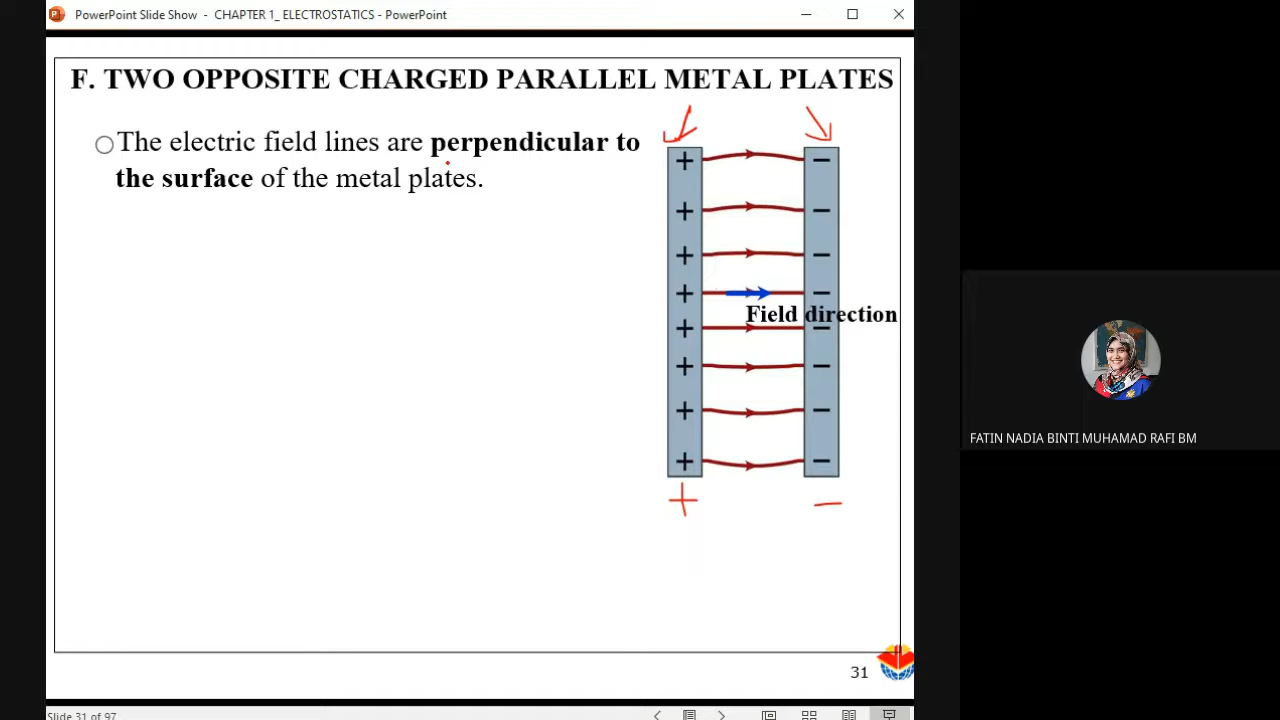 PowerPoint Slide Show - CHAPTER 1_ ELECTROSTATICS - PowerPoint
F. TWO OPPOSITE CHARGED PARALLEL METAL PLATES
The electric field lines are perpendicular to
the surface of the metal plates.
+ −
+ −
+ −
+ −
Field direction
+ −
+ −
+ −
+ −
+ −
FATIN NADIA BINTI MUHAMAD RAFI BM
31
Slide 31 of 97